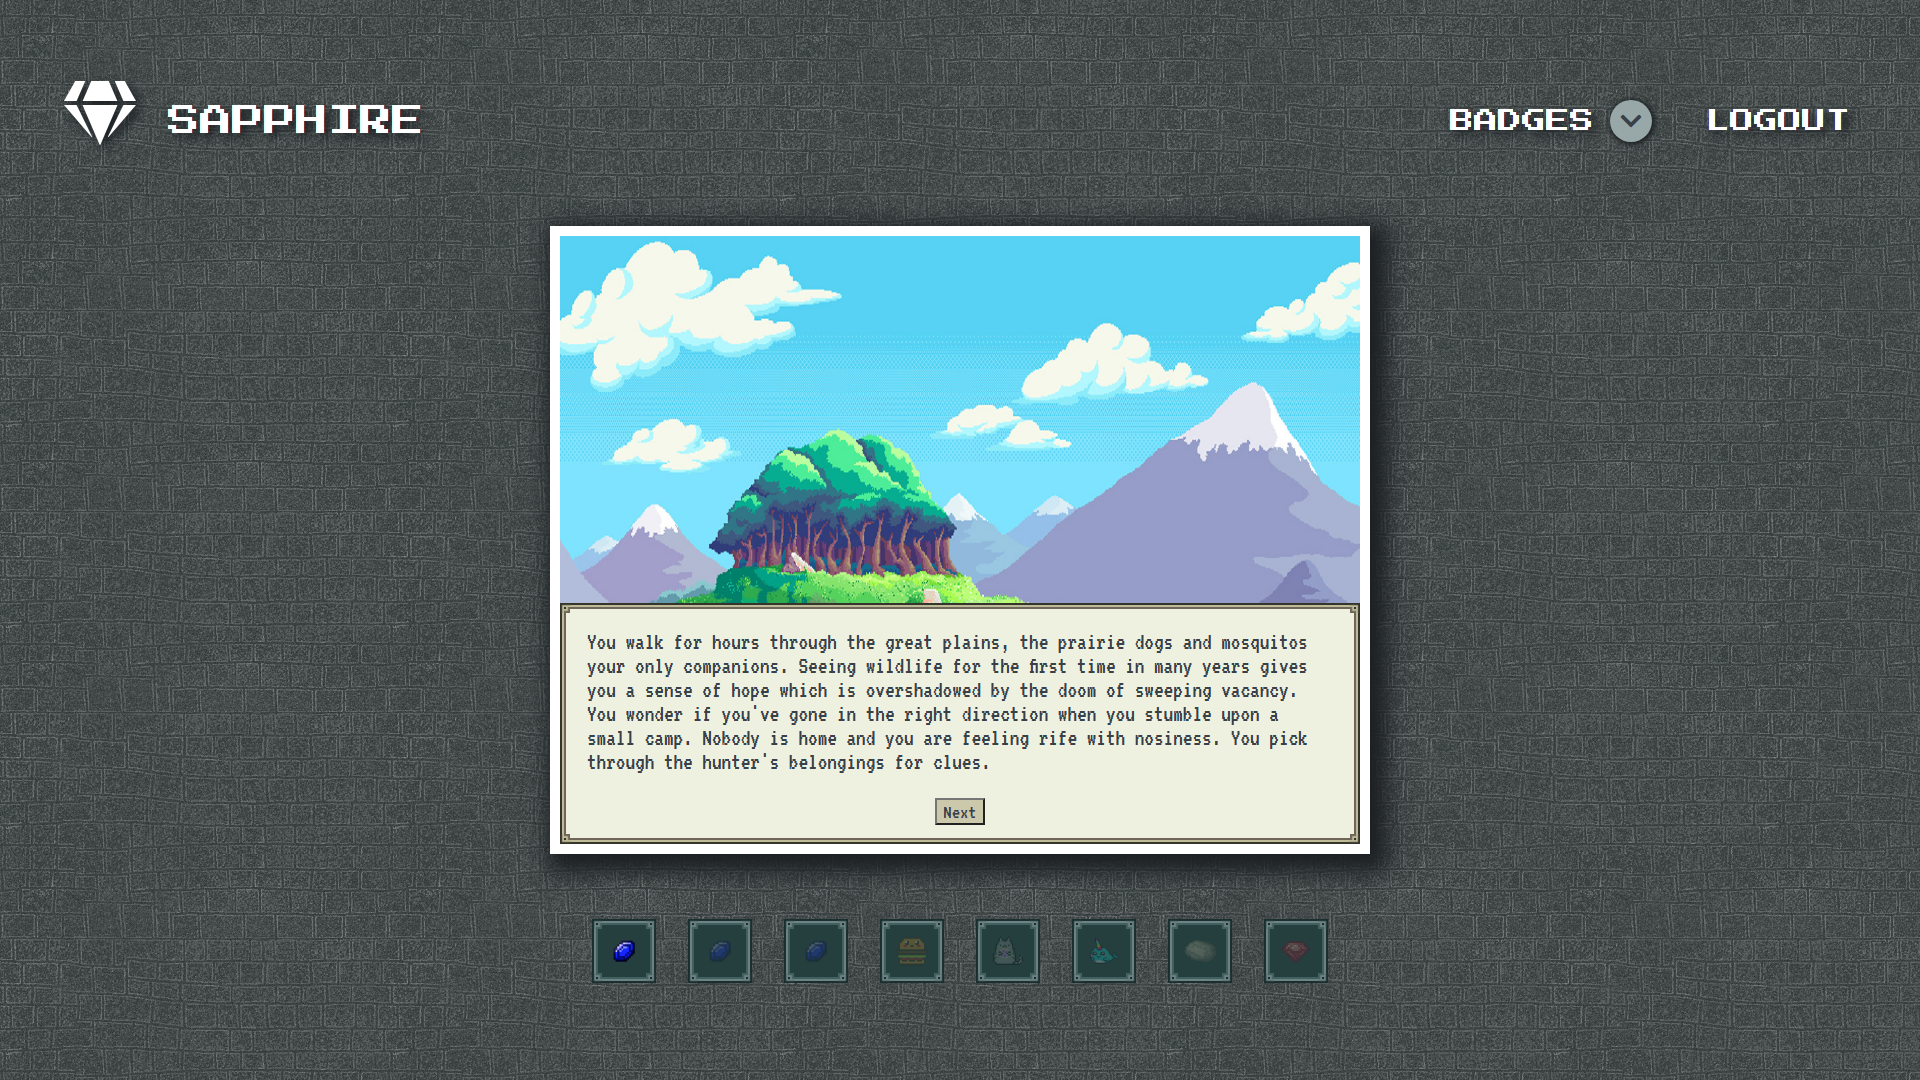 SAPPHIRE
BADGES
LOGOUT
You walk for hours through the great plains, the prairie dogs and mosquitos
your only companions. Seeing wildlife for the first time in many years gives
you a sense of hope which is overshadowed by the doom of sweeping vacancy.
You wonder if you've gone in the right direction when you stumble upon a
small camp. Nobody is home and you are feeling rife with nosiness. You pick
through the hunter's belongings for clues.
Next